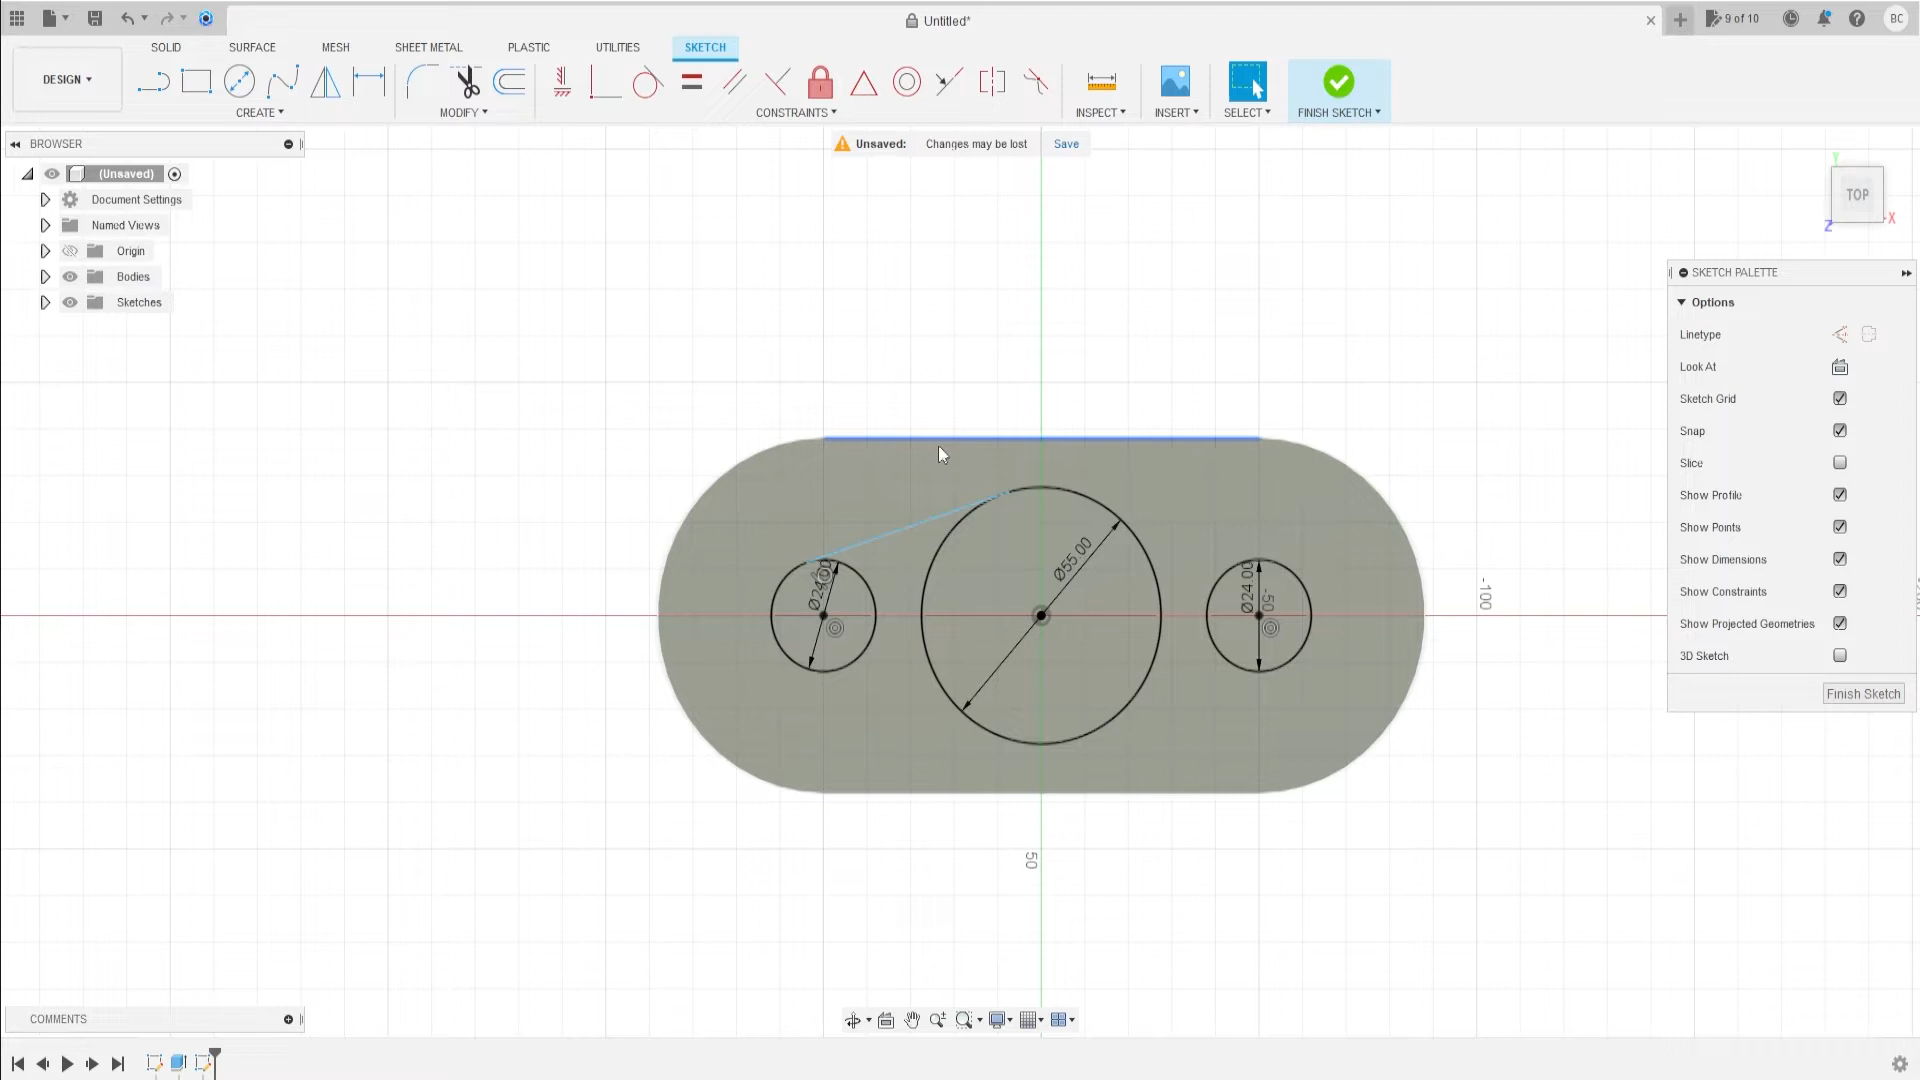 Untitled*
9 of 10
BC
DESIGN
SOLID
SURFACE
MESH
SHEET METAL
PLASTIC
UTILITIES
SKETCH
CREATE
MODIFY
CONSTRAINTS
INSPECT
INSERT
SELECT
FINISH SKETCH
BROWSER
Unsaved: Changes may be lost Save
(Unsaved)
Document Settings
Named Views
Origin
Bodies
Sketches
Y
TOP
X
Z
SKETCH PALETTE
Options
Linetype
Look At
Sketch Grid
Snap
Slice
Show Profile
Show Points
Show Dimensions
Show Constraints
Show Projected Geometries
3D Sketch
Finish Sketch
Ø24.00
Ø55.00
Ø24.00
-50
-100
50
COMMENTS